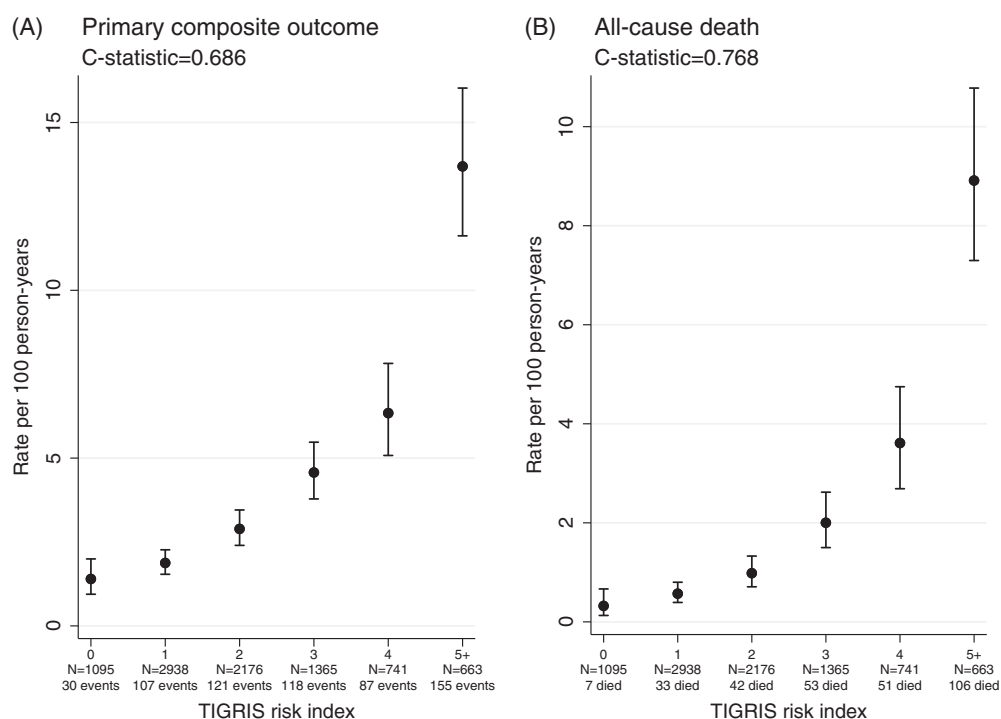 (A) Primary composite outcome
C-statistic=0.686
Rate per 100 person-years
15
10
5
0
0 1 2 3 4 5+
N=1095 N=2938 N=2176 N=1365 N=741 N=663
30 events 107 events 121 events 118 events 87 events 155 events
TIGRIS risk index
(B) All-cause death
C-statistic=0.768
Rate per 100 person-years
10
8
6
4
2
0
0 1 2 3 4 5+
N=1095 N=2938 N=2176 N=1365 N=741 N=663
7 died 33 died 42 died 53 died 51 died 106 died
TIGRIS risk index